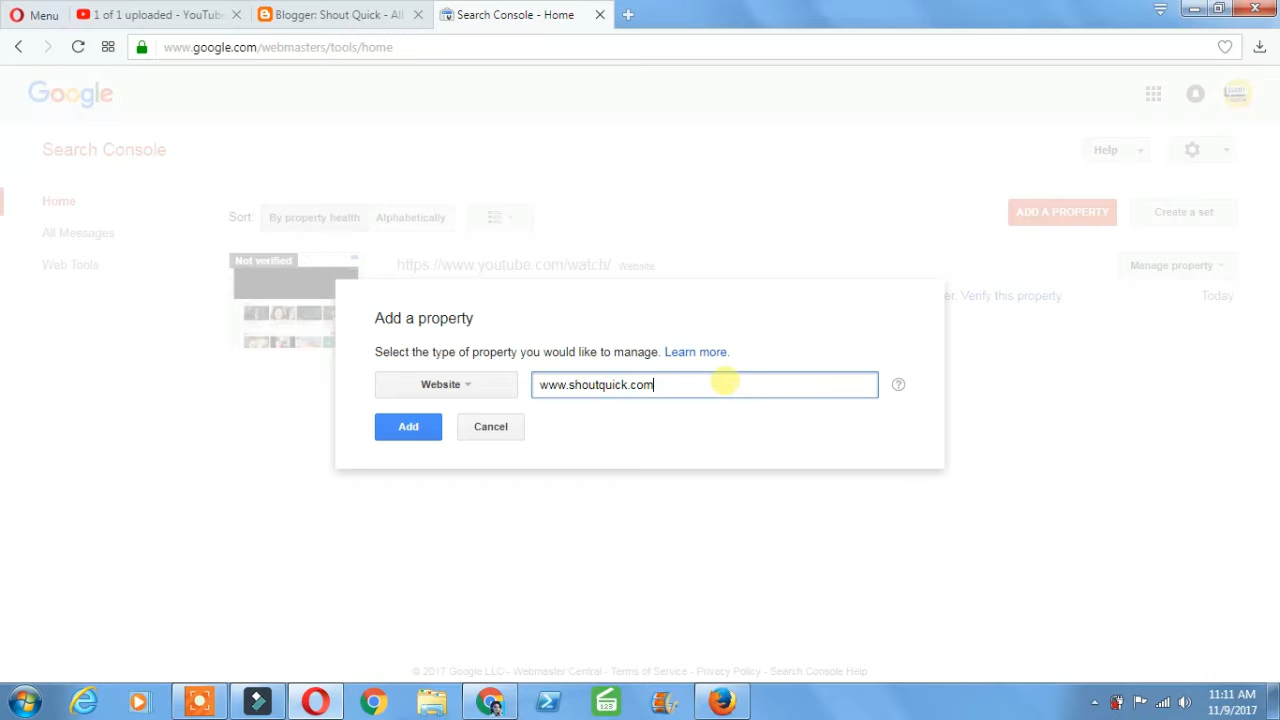 Menu
1 of 1 uploaded - YouTube
Blogger: Shout Quick - All
Search Console - Home
www.google.com/webmasters/tools/home
Google
Search Console
Help
Home
All Messages
Web Tools
Sort:
By property health
Alphabetically
ADD A PROPERTY
Create a set
Not verified
https://www.youtube.com/watch/
Website
Manage property
er. Verify this property
Today
Add a property
Select the type of property you would like to manage. Learn more.
Website
www.shoutquick.com
Add
Cancel
© 2017 Google LLC - Webmaster Central - Terms of Service - Privacy Policy - Search Console Help
123
11:11 AM
11/9/2017